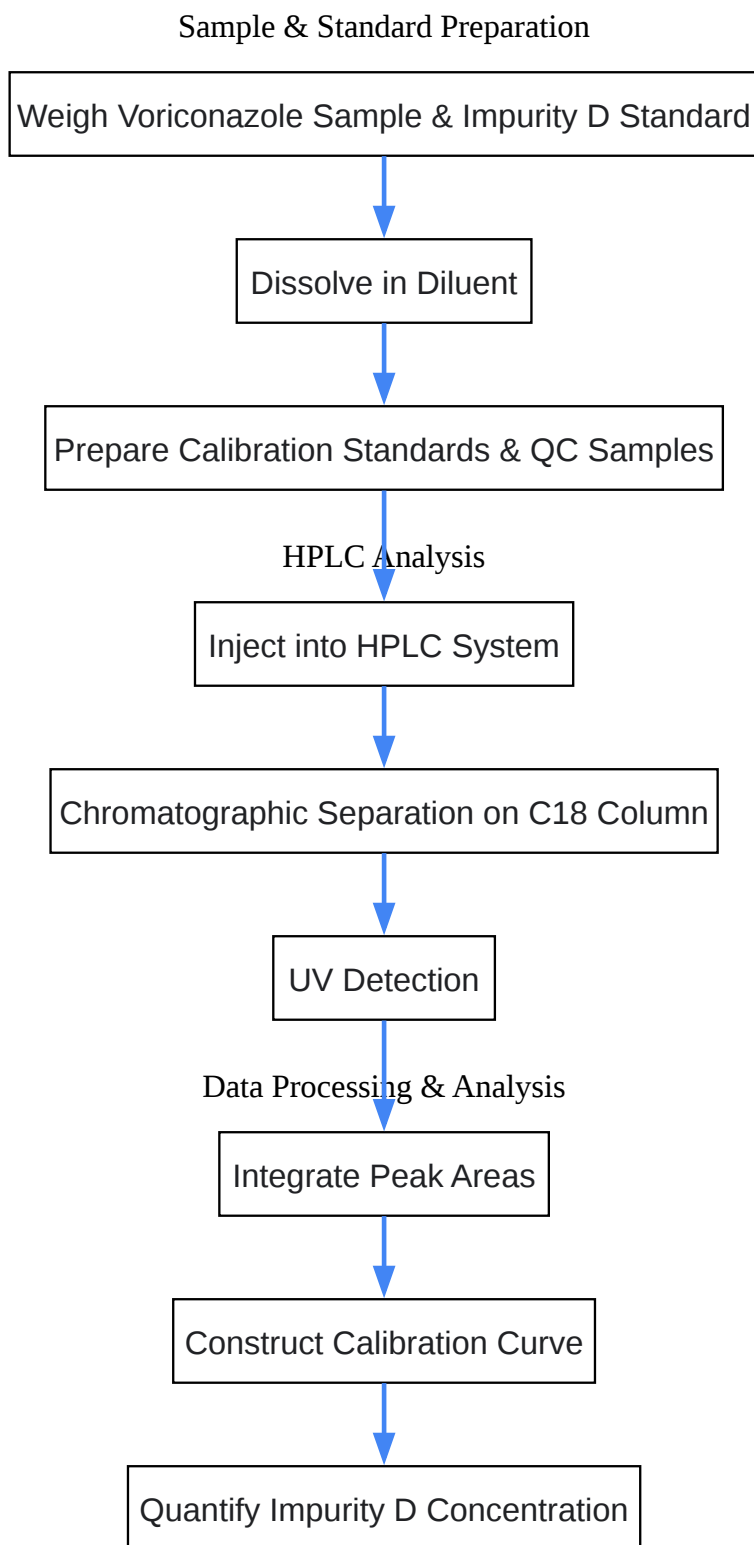 Sample & Standard Preparation
Weigh Voriconazole Sample & Impurity D Standard
Dissolve in Diluent
Prepare Calibration Standards & QC Samples
HPLC Analysis
Inject into HPLC System
Chromatographic Separation on C18 Column
UV Detection
Data Processing & Analysis
Integrate Peak Areas
Construct Calibration Curve
Quantify Impurity D Concentration